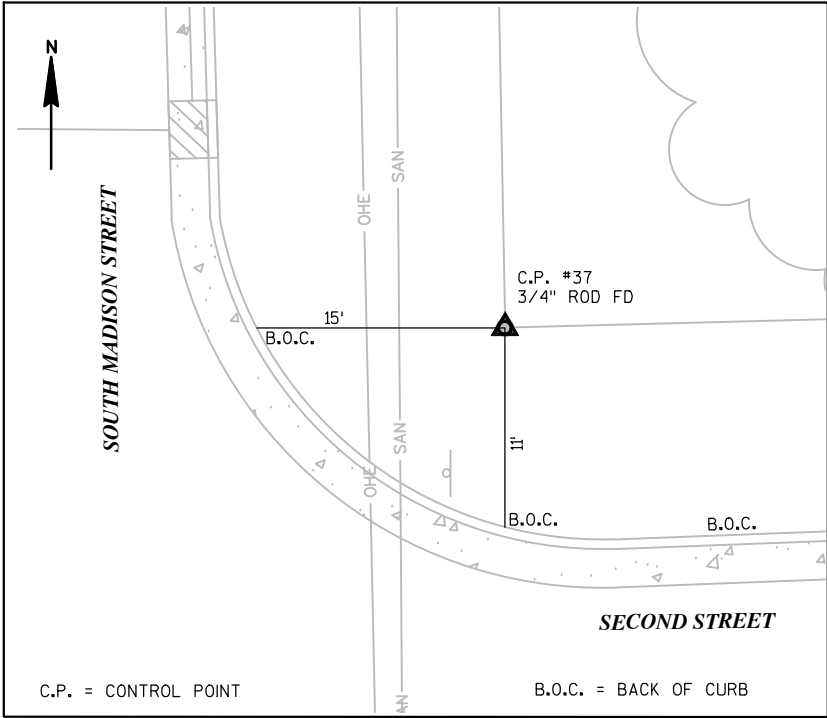 N
SAN
OHE
SOUTH MADISON STREET
C.P. #37
3/4" ROD FD
15'
B.O.C.
11'
SAN
OHE
B.O.C.
B.O.C.
SECOND STREET
C.P. = CONTROL POINT
B.O.C. = BACK OF CURB